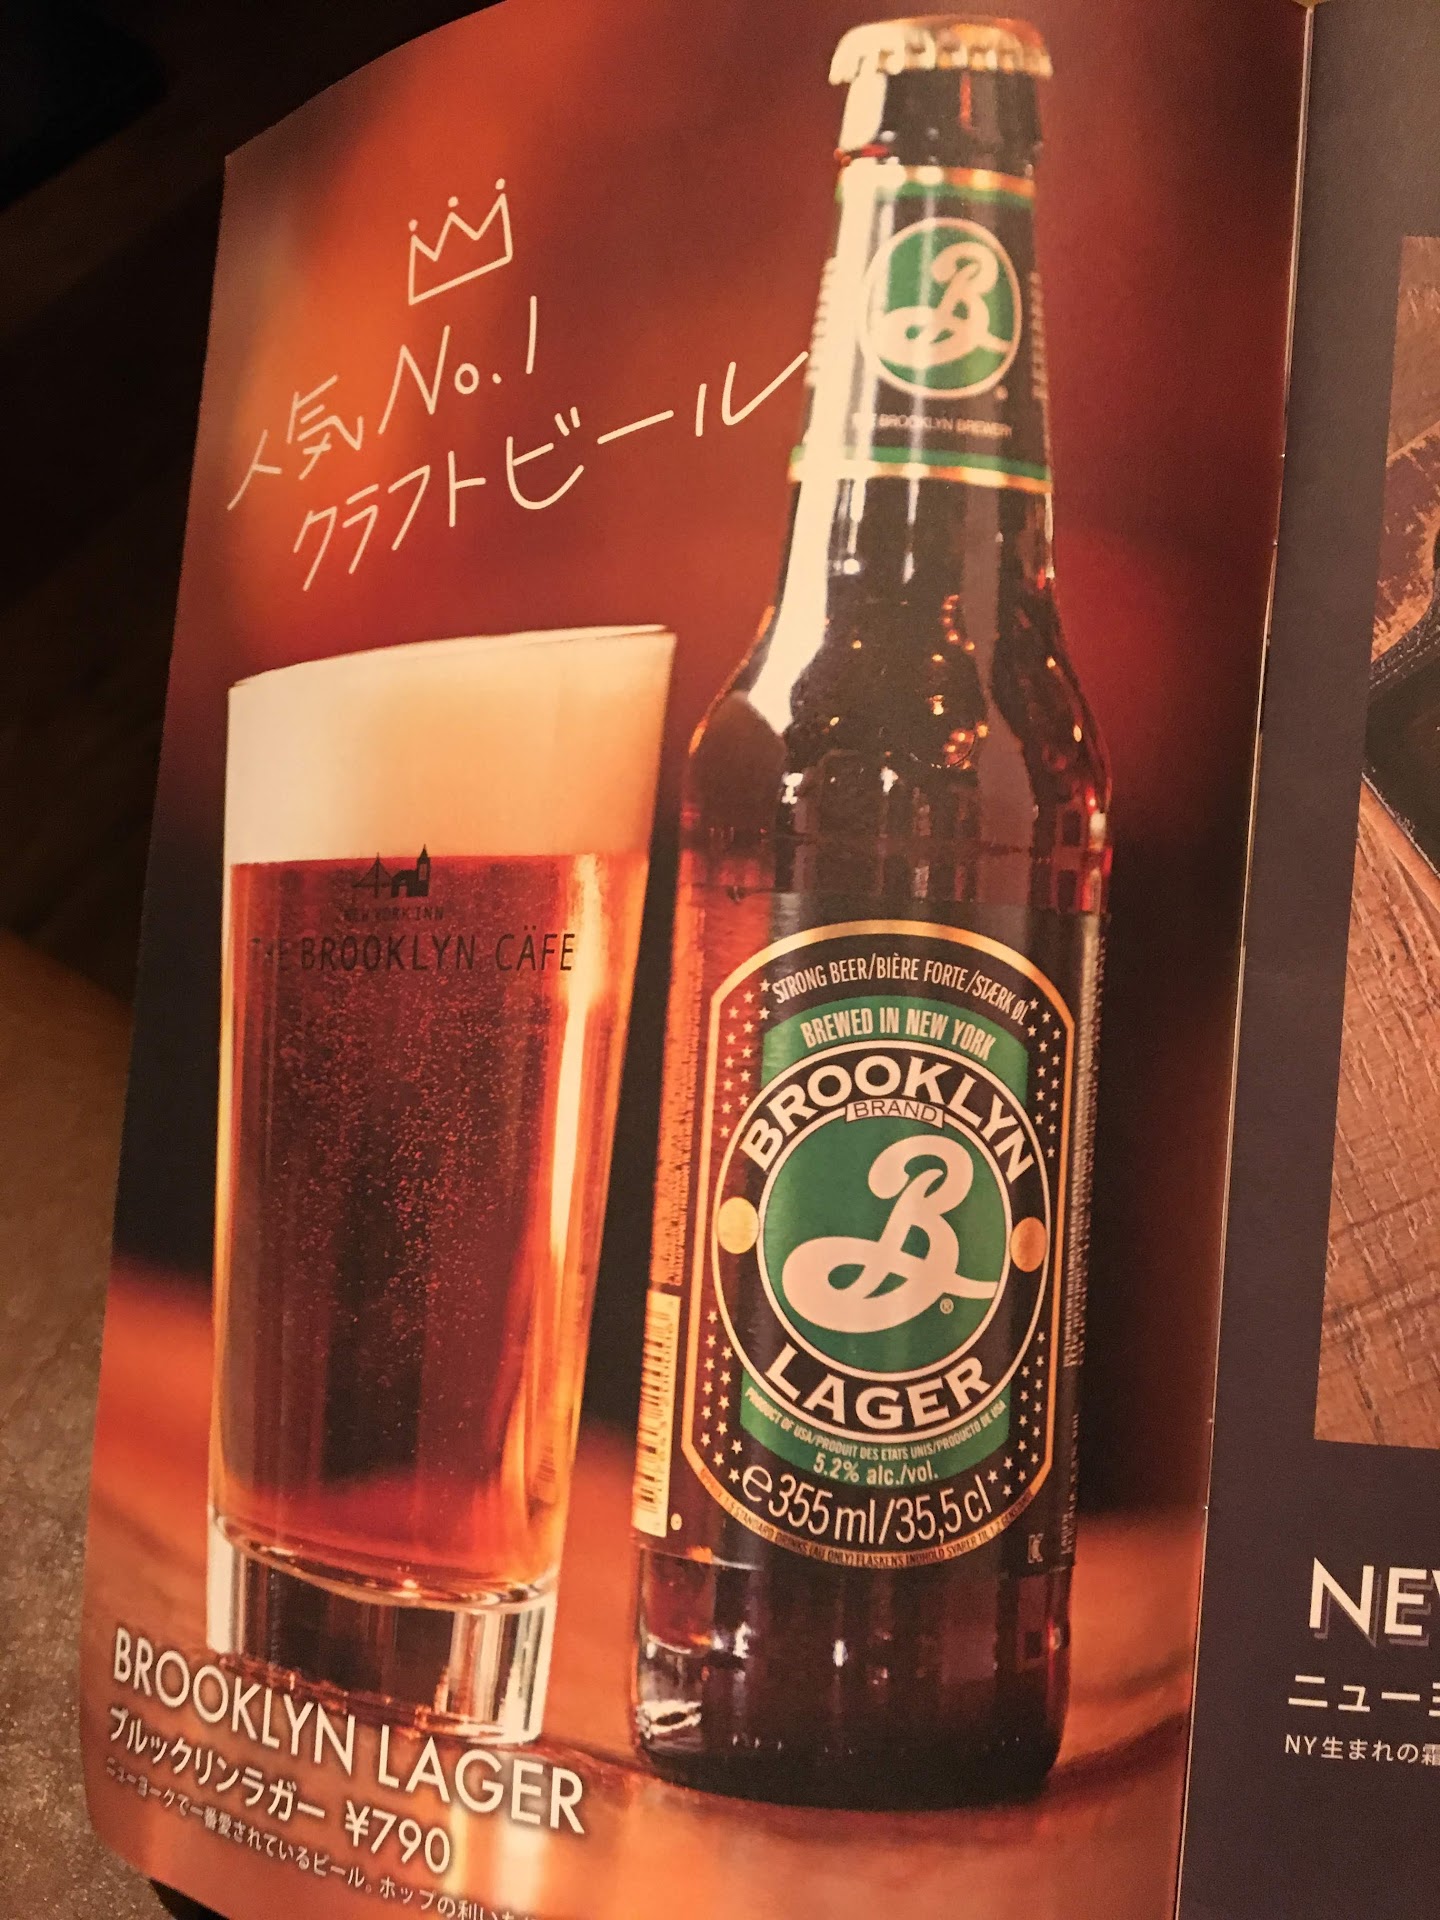 人気No.1
クラフトビール
B
THE BROOKLYN BREWERY
NEW YORK INN
THE BROOKLYN CÄFE
STRONG BEER/BIÈRE FORTE/STÆRK ØL
BREWED IN NEW YORK
BROOKLYN
BRAND
B®
LAGER
PRODUCT OF USA/PRODUIT DES ETATS UNIS/PRODUCTO DE USA
5.2% alc./vol.
e355ml/35,5cl
BROOKLYN LAGER
ブルックリンラガー ¥790
ニューヨークで一番愛されているビール。ホップの利い
NE
ニュー
NY生まれの霜